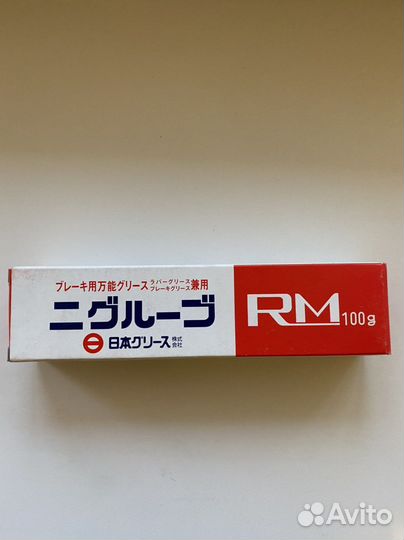 ブレーキ用万能グリース ラバーグリース ブレーキグリース 兼用
ニグルーブ
日本グリース 株式会社
RM 100g
Avito